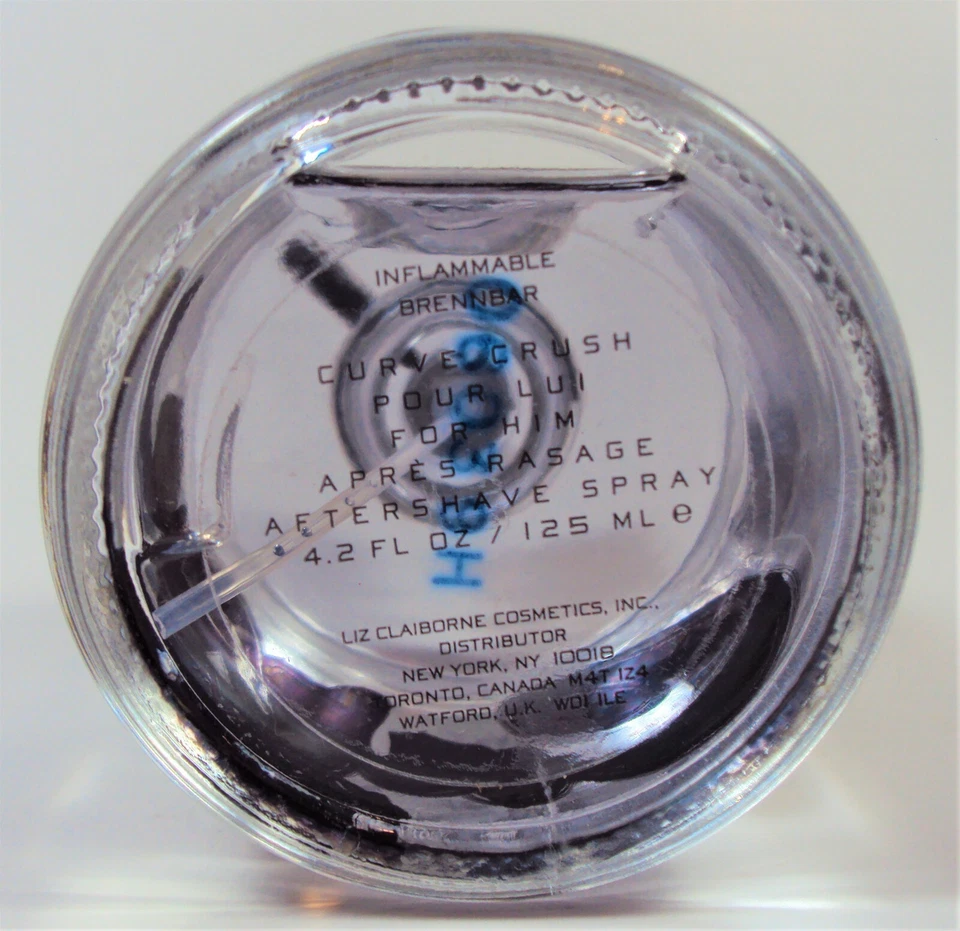 INFLAMMABLE
BRENNBAR
CURVE CRUSH
POUR LUI
FOR HIM
APRÈS RASAGE
AFTERSHAVE SPRAY
4.2 FL OZ / 125 ML ℮
LIZ CLAIBORNE COSMETICS, INC.,
DISTRIBUTOR
NEW YORK, NY 10018
TORONTO, CANADA M4T 1Z4
WATFORD, U.K. WD1 1LE